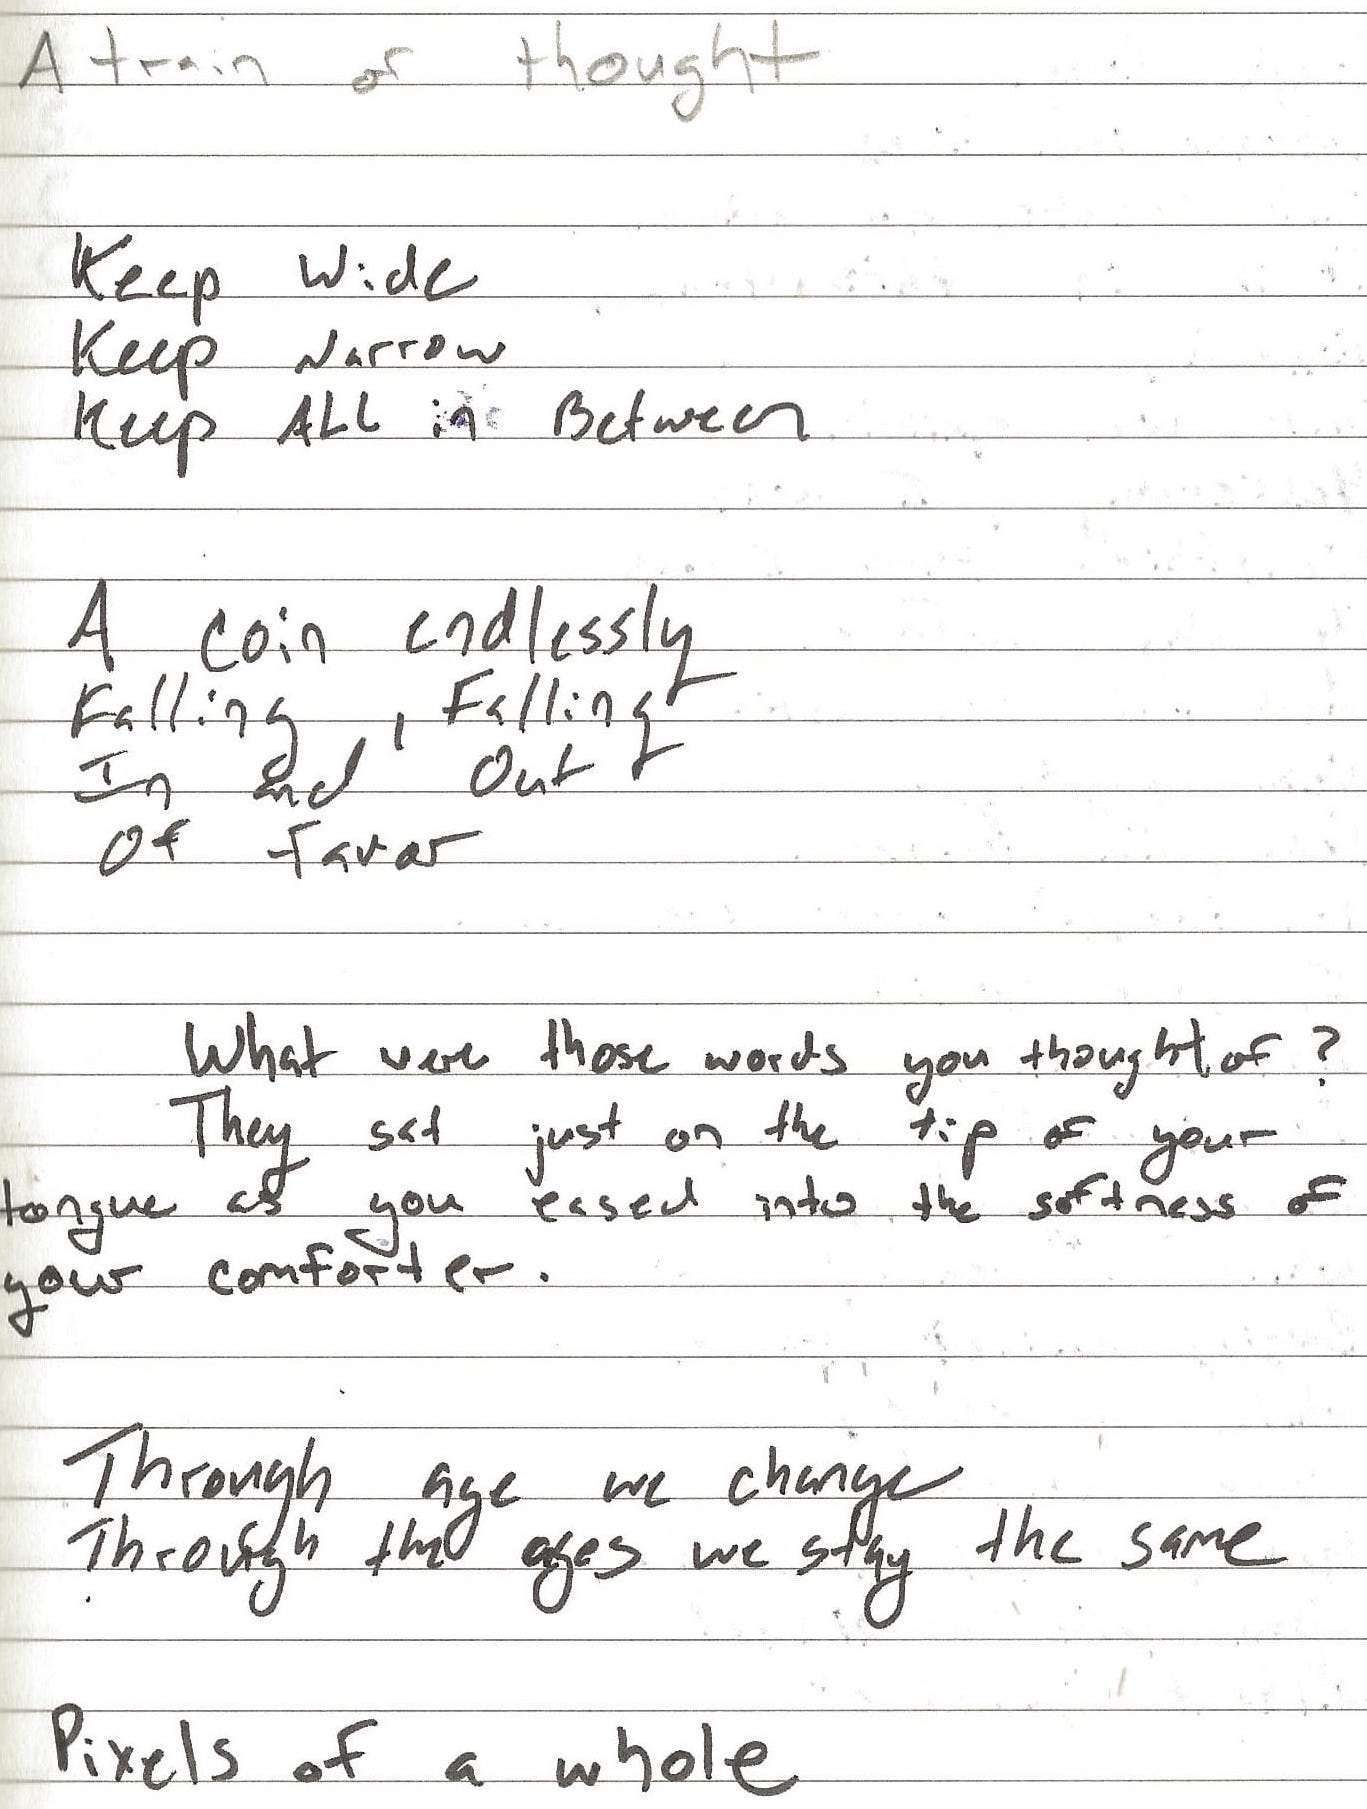 A train of thought
Keep Wide
Keep Narrow
Keep ALL in Between
A coin endlessly
Falling, Falling
In and Out
Of favor
What were those words you thought of?
They sat just on the tip of your
tongue as you eased into the softness of
your comforter.
Through age we change
Through the ages we stay the same
Pixels of a whole